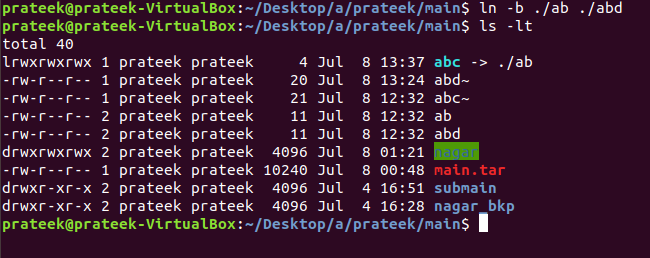 prateek@prateek-VirtualBox:~/Desktop/a/prateek/main$ ln -b ./ab ./abd
prateek@prateek-VirtualBox:~/Desktop/a/prateek/main$ ls -lt
total 40
lrwxrwxrwx 1 prateek prateek     4 Jul  8 13:37 abc -> ./ab
-rw-r--r-- 1 prateek prateek    20 Jul  8 13:24 abd~
-rw-r--r-- 1 prateek prateek    21 Jul  8 12:32 abc~
-rw-r--r-- 2 prateek prateek    11 Jul  8 12:32 ab
-rw-r--r-- 2 prateek prateek    11 Jul  8 12:32 abd
drwxrwxrwx 2 prateek prateek  4096 Jul  8 01:21 nagar
-rw-r--r-- 1 prateek prateek 10240 Jul  8 00:48 main.tar
drwxr-xr-x 2 prateek prateek  4096 Jul  4 16:51 submain
drwxr-xr-x 2 prateek prateek  4096 Jul  4 16:28 nagar_bkp
prateek@prateek-VirtualBox:~/Desktop/a/prateek/main$